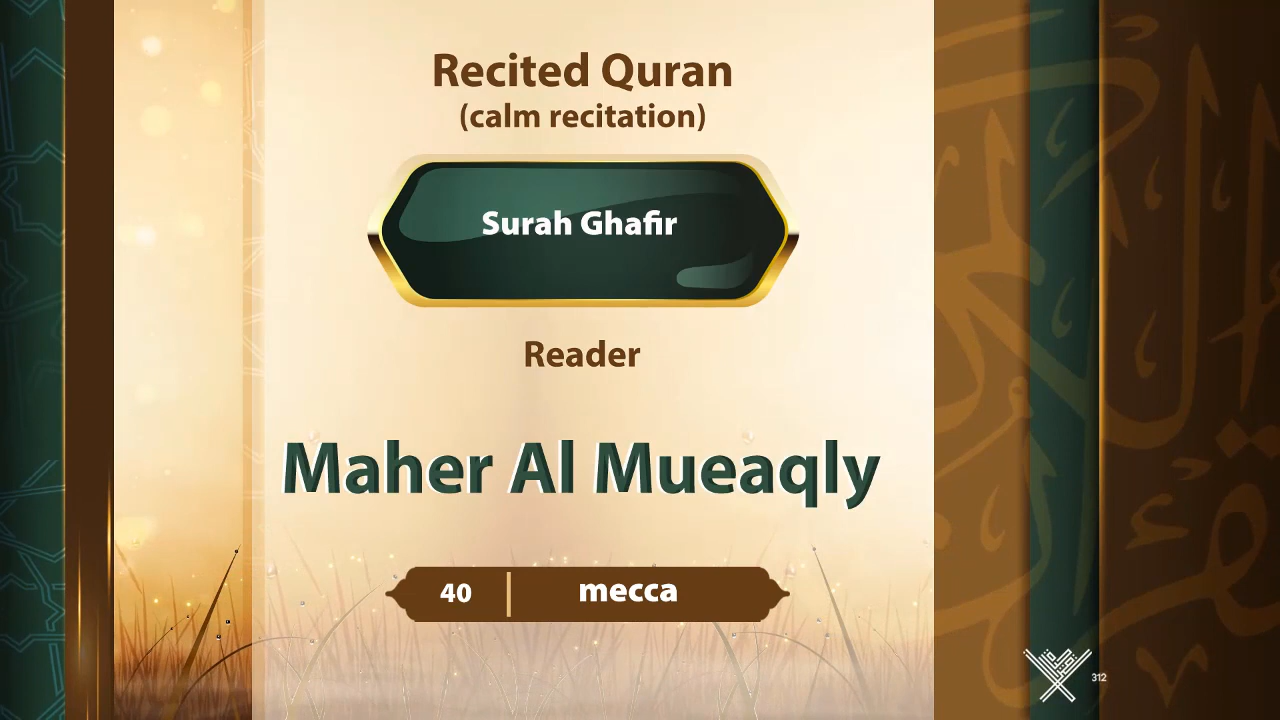 Recited Quran
(calm recitation)
Surah Ghafir
Reader
Maher Al Mueaqly
40 | mecca
312